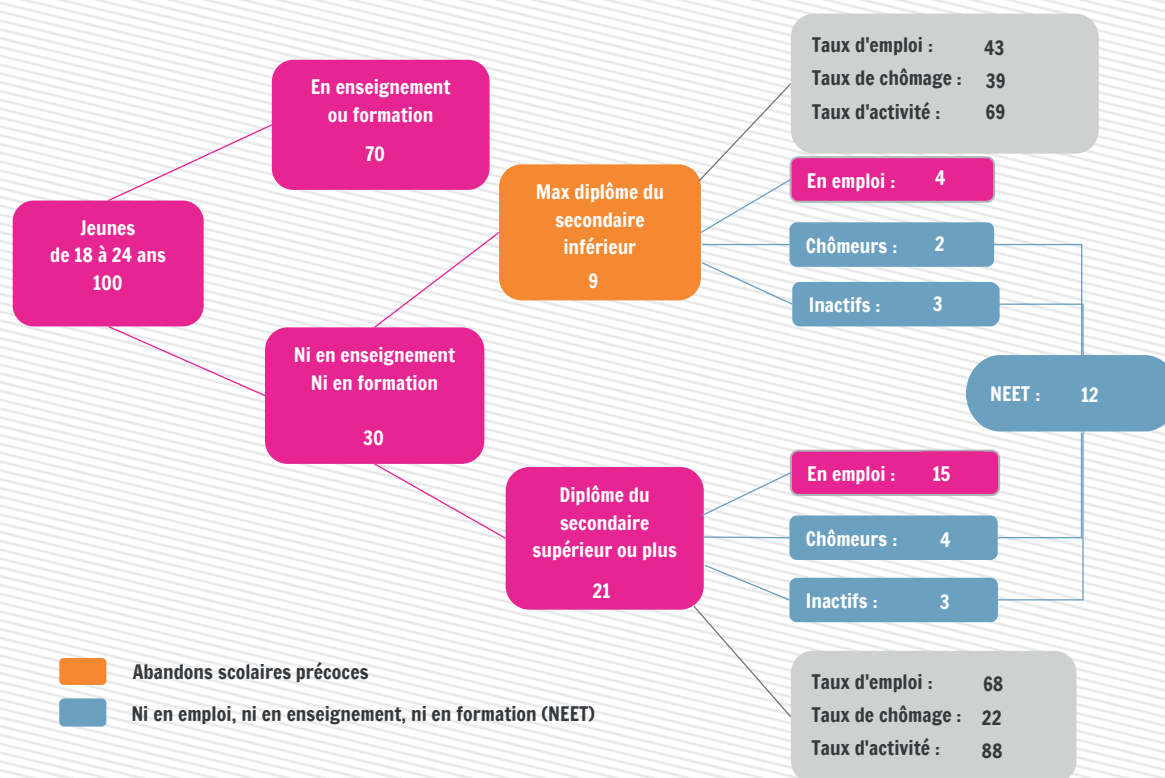 Jeunes
de 18 à 24 ans
100
En enseignement
ou formation
70
Ni en enseignement
Ni en formation
30
Max diplôme du
secondaire
inférieur
9
Taux d'emploi : 43
Taux de chômage : 39
Taux d'activité : 69
En emploi : 4
Chômeurs : 2
Inactifs : 3
NEET : 12
Diplôme du
secondaire
supérieur ou plus
21
En emploi : 15
Chômeurs : 4
Inactifs : 3
Taux d'emploi : 68
Taux de chômage : 22
Taux d'activité : 88
Abandons scolaires précoces
Ni en emploi, ni en enseignement, ni en formation (NEET)